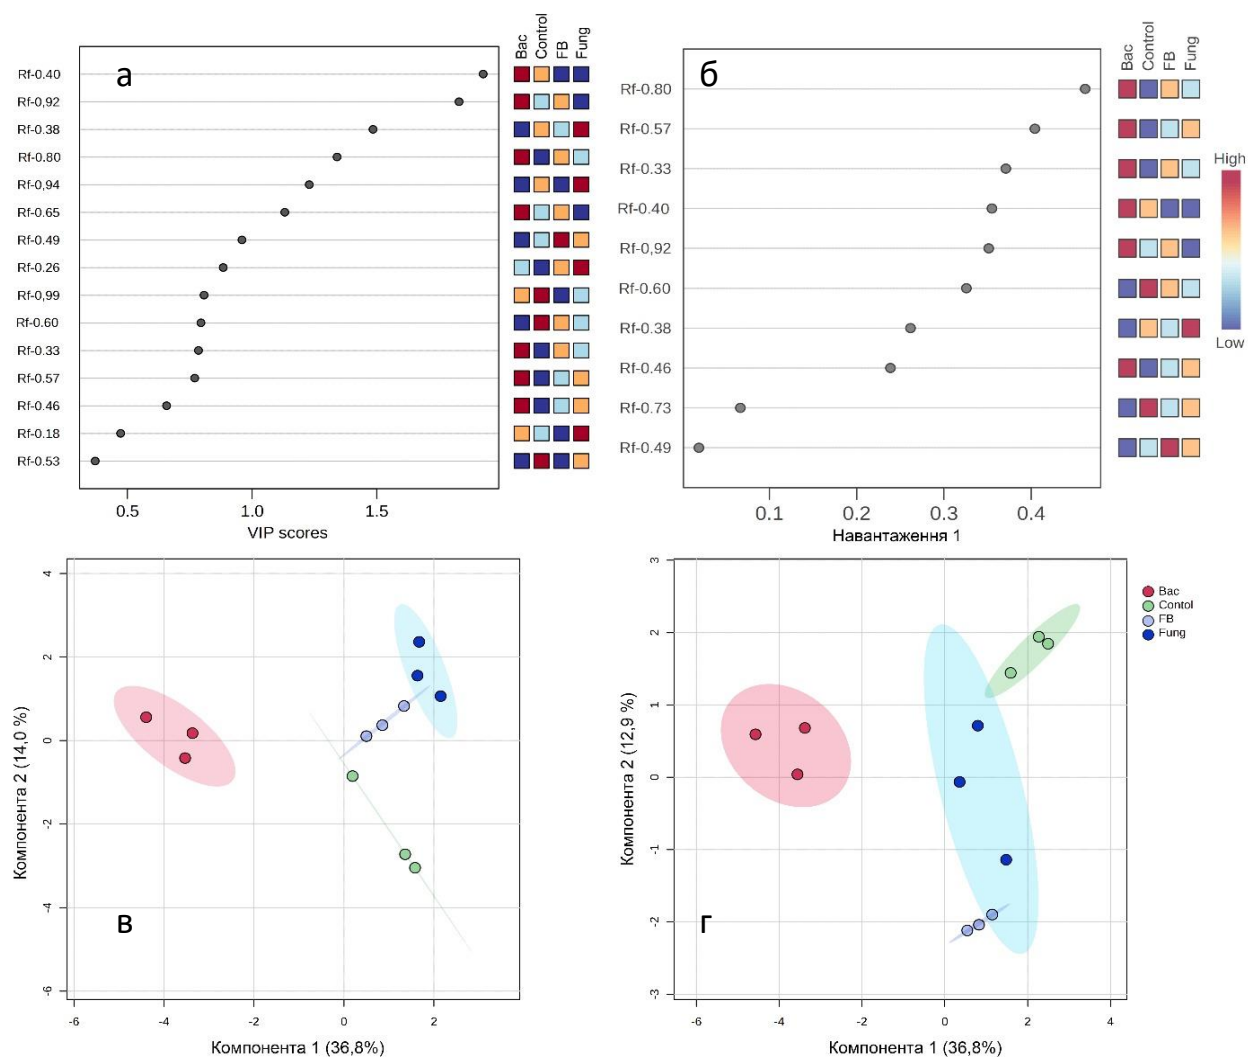 Bac
Control
FB
Fung
а
Rf-0.40
Rf-0,92
Rf-0.38
Rf-0.80
Rf-0,94
Rf-0.65
Rf-0.49
Rf-0.26
Rf-0,99
Rf-0.60
Rf-0.33
Rf-0.57
Rf-0.46
Rf-0.18
Rf-0.53
0.5 1.0 1.5
VIP scores
Bac
Control
FB
Fung
б
Rf-0.80
Rf-0.57
Rf-0.33
Rf-0.40
Rf-0,92
Rf-0.60
Rf-0.38
Rf-0.46
Rf-0.73
Rf-0.49
0.1 0.2 0.3 0.4
Навантаження 1
High
Low
Компонента 2 (14,0 %)
4
2
0
-2
-4
-6
в
-6 -4 -2 0 2
Компонента 1 (36,8%)
Компонента 2 (12,9 %)
3
2
1
0
-1
-2
-3
г
-6 -4 -2 0 2 4
Компонента 1 (36,8%)
Bac
Contol
FB
Fung